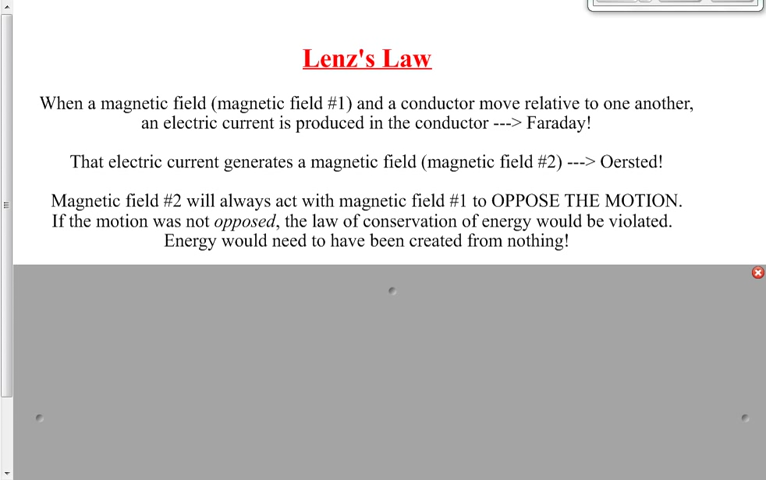 Lenz's Law
When a magnetic field (magnetic field #1) and a conductor move relative to one another,
an electric current is produced in the conductor ---> Faraday!
That electric current generates a magnetic field (magnetic field #2) ---> Oersted!
Magnetic field #2 will always act with magnetic field #1 to OPPOSE THE MOTION.
If the motion was not opposed, the law of conservation of energy would be violated.
Energy would need to have been created from nothing!